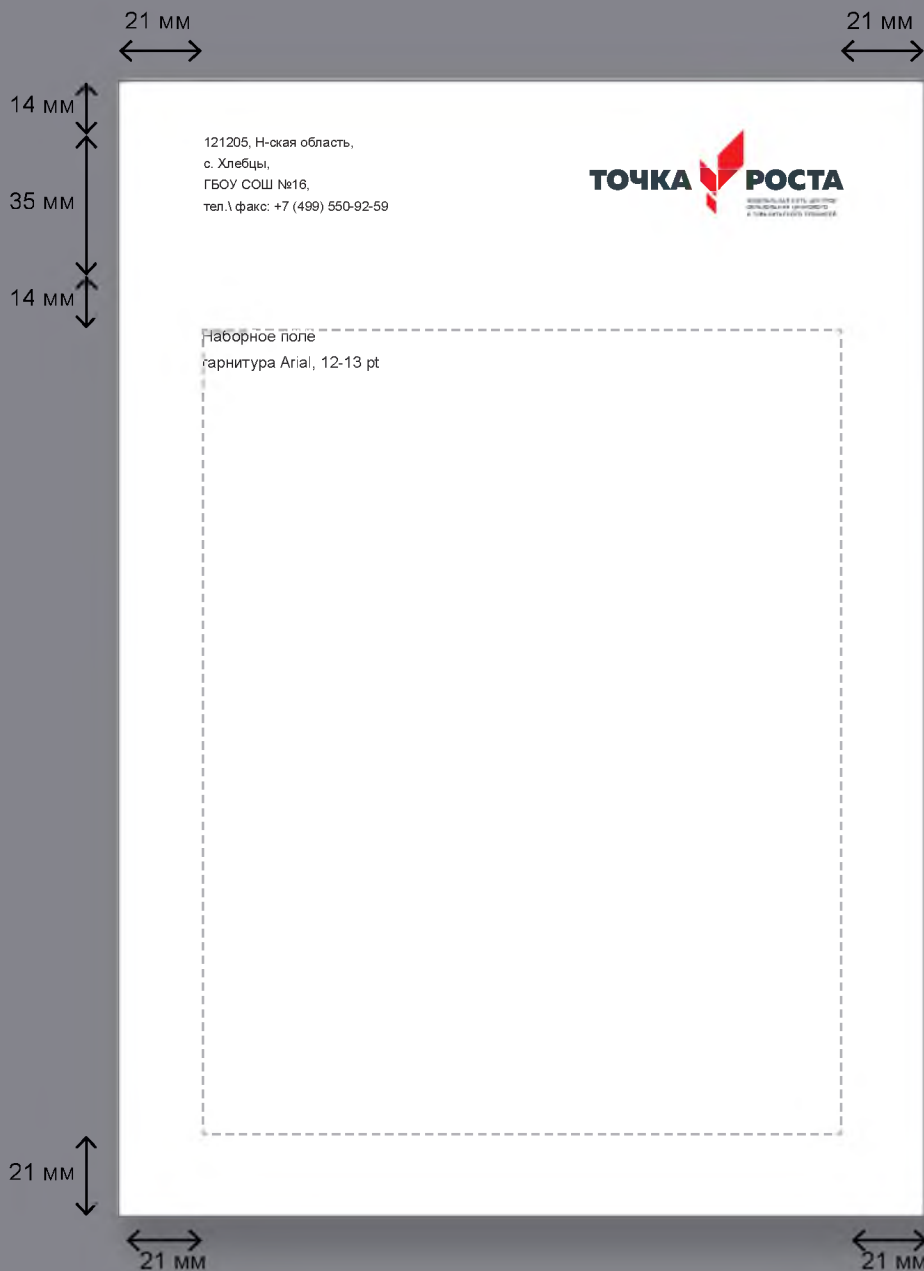 21 мм
21 мм
14 мм
35 мм
14 мм
121205, Н-ская область,
с. Хлебцы,
ГБОУ СОШ №16,
тел.\ факс: +7 (499) 550-92-59
ТОЧКА РОСТА
Наборное поле
гарнитура Arial, 12-13 pt
21 мм
21 мм
21 мм